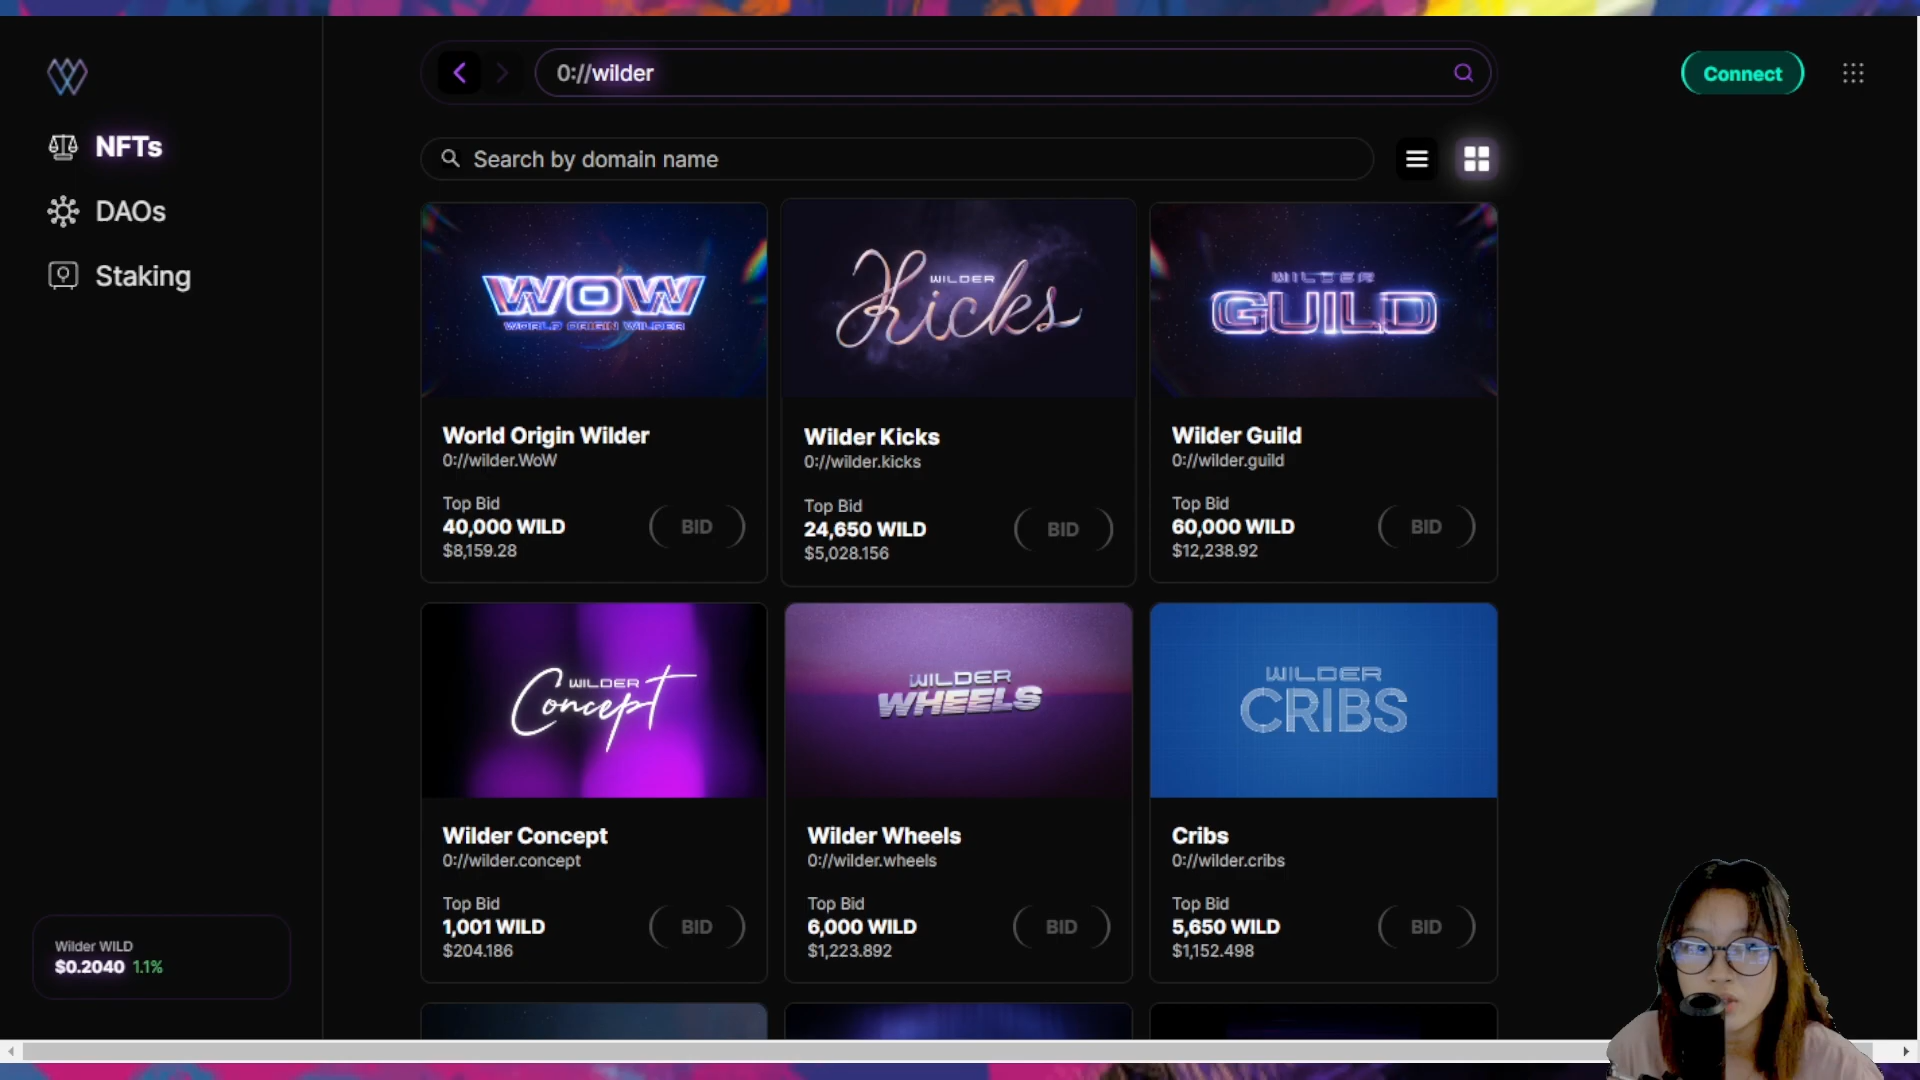 0://wilder
Connect
NFTs
DAOs
Staking
Search by domain name
WOW
WORLD ORIGIN WILDER
World Origin Wilder
0://wilder.WoW
Top Bid
40,000 WILD
$8,159.28
BID
WILDER
Kicks
Wilder Kicks
0://wilder.kicks
Top Bid
24,650 WILD
$5,028.156
BID
WILDER
GUILD
Wilder Guild
0://wilder.guild
Top Bid
60,000 WILD
$12,238.92
BID
WILDER
Concept
Wilder Concept
0://wilder.concept
Top Bid
1,001 WILD
$204.186
BID
WILDER
WHEELS
Wilder Wheels
0://wilder.wheels
Top Bid
6,000 WILD
$1,223.892
BID
WILDER
CRIBS
Cribs
0://wilder.cribs
Top Bid
5,650 WILD
$1,152.498
BID
Wilder WILD
$0.2040 1.1%